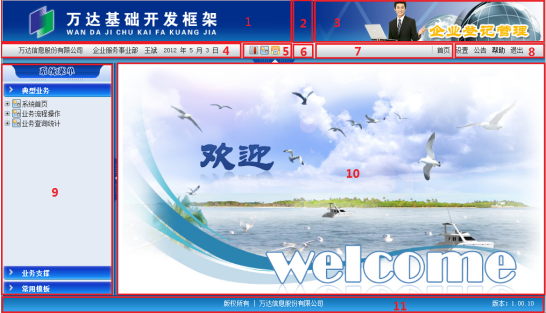 万达基础开发框架
WAN DA JI CHU KAI FA KUANG JIA
1
2
3
企业登记管理
万达信息股份有限公司 企业服务事业部 王斌 2012 年 5 月 3 日 4
5
6
7
首页 设置 公告 帮助 退出 8
系统菜单
典型业务
系统首页
业务流程操作
业务查询统计
9
业务支撑
常用模板
欢迎
10
welcome
版权所有 | 万达信息股份有限公司
11
版本: 1.00.10